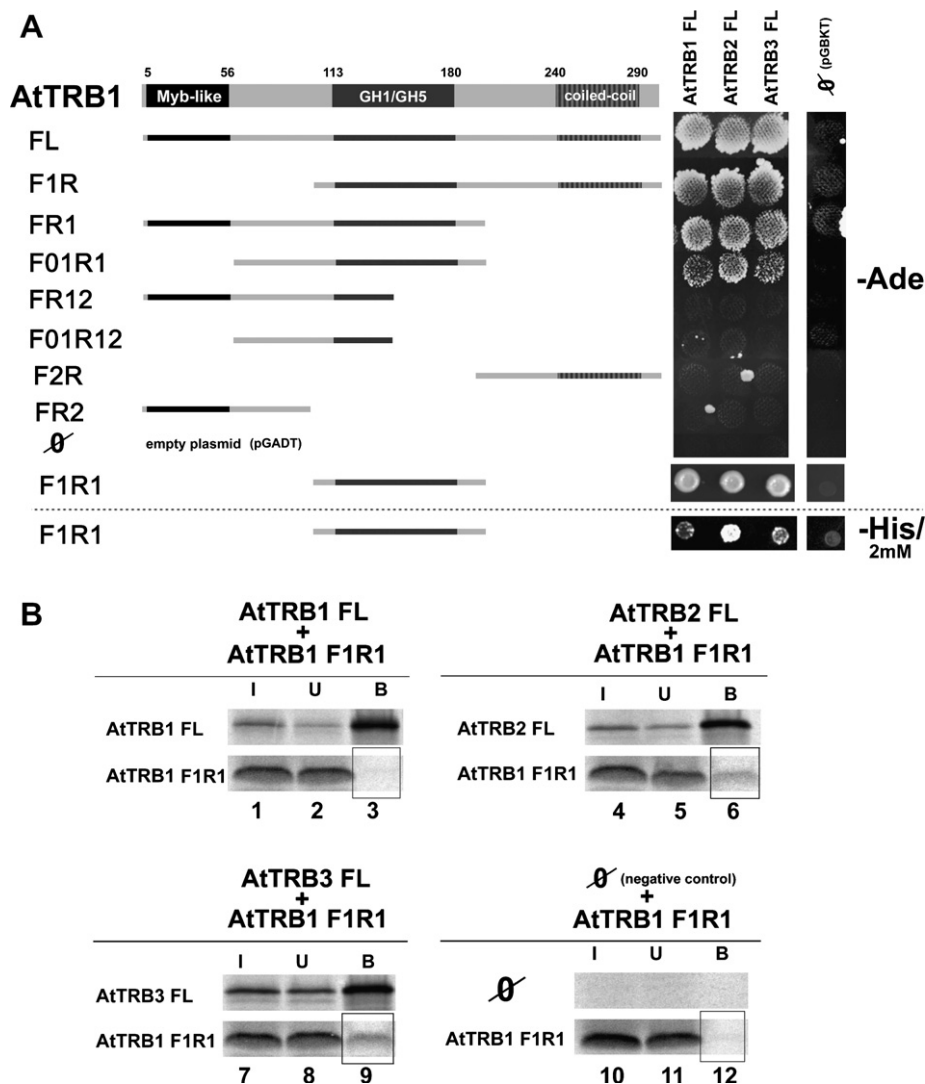 A
AtTRB1 FL
AtTRB2 FL
AtTRB3 FL
0 (pGBKT)
5 56 113 180 240 290
AtTRB1 Myb-like GH1/GH5 coiled-coil
FL
F1R
FR1
F01R1
FR12
F01R12
F2R
FR2
0 empty plasmid (pGADT)
F1R1
F1R1
-Ade
-His/
2mM
B
AtTRB1 FL
+
AtTRB1 F1R1
I U B
AtTRB1 FL
AtTRB1 F1R1
1 2 3
AtTRB2 FL
+
AtTRB1 F1R1
I U B
AtTRB2 FL
AtTRB1 F1R1
4 5 6
AtTRB3 FL
+
AtTRB1 F1R1
I U B
AtTRB3 FL
AtTRB1 F1R1
7 8 9
0 (negative control)
+
AtTRB1 F1R1
I U B
0
AtTRB1 F1R1
10 11 12